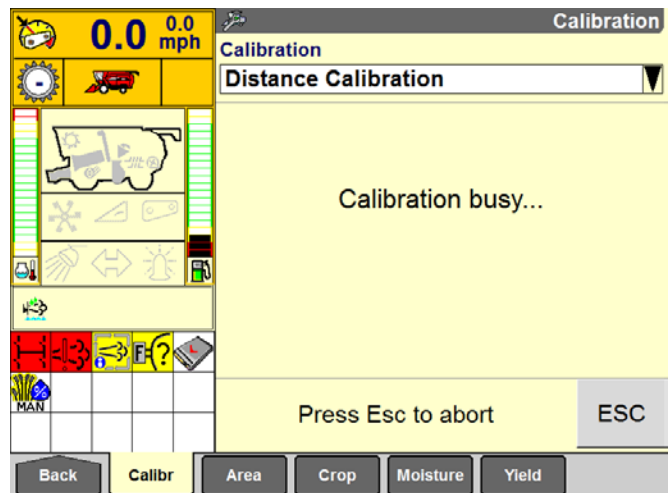 0.0
0.0
mph
Calibration
Calibration
Distance Calibration
Calibration busy...
F
?
L
%
MAN
Press Esc to abort
ESC
Back
Calibr
Area
Crop
Moisture
Yield